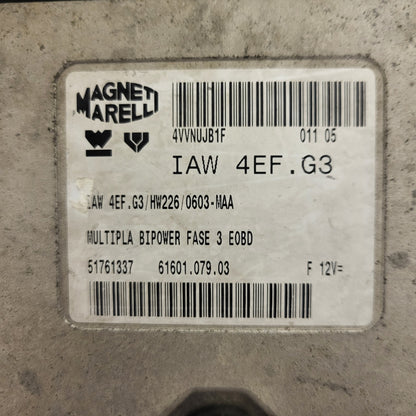 MAGNETI
MARELLI
4VVNUJB1F 011 05
IAW 4EF.G3
IAW 4EF.G3/HW226/0603-MAA
MULTIPLA BIPOWER FASE 3 EOBD
51761337 61601.079.03 F 12V=